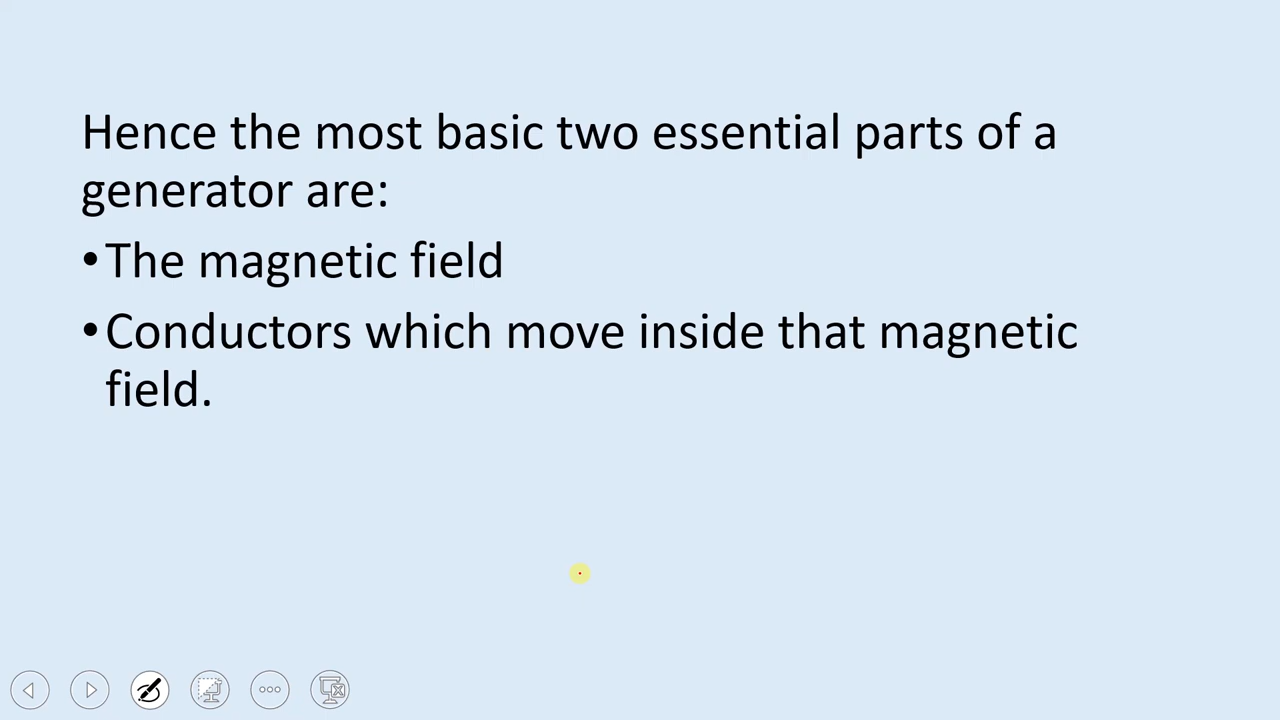 Hence the most basic two essential parts of a
generator are:
•The magnetic field
•Conductors which move inside that magnetic
field.